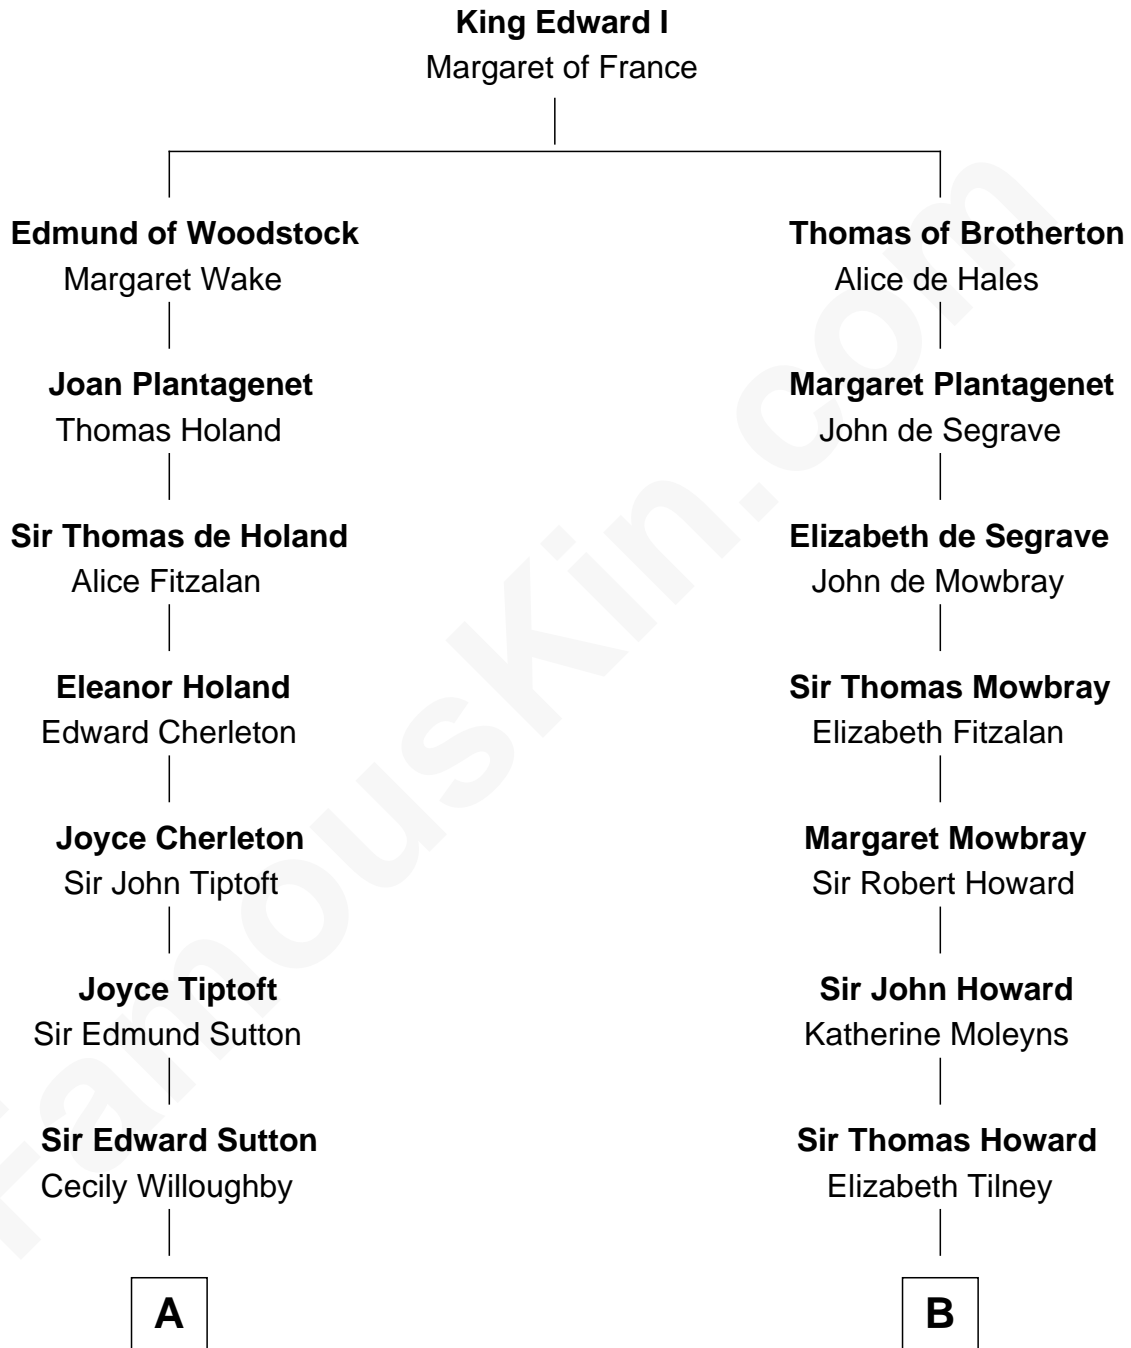 King Edward I
Margaret of France
Edmund of Woodstock
Margaret Wake
Thomas of Brotherton
Alice de Hales
Joan Plantagenet
Thomas Holand
Margaret Plantagenet
John de Segrave
Sir Thomas de Holand
Alice Fitzalan
Elizabeth de Segrave
John de Mowbray
Eleanor Holand
Edward Cherleton
Sir Thomas Mowbray
Elizabeth Fitzalan
Joyce Cherleton
Sir John Tiptoft
Margaret Mowbray
Sir Robert Howard
Joyce Tiptoft
Sir Edmund Sutton
Sir John Howard
Katherine Moleyns
Sir Edward Sutton
Cecily Willoughby
Sir Thomas Howard
Elizabeth Tilney
A
B
FamousKin.com